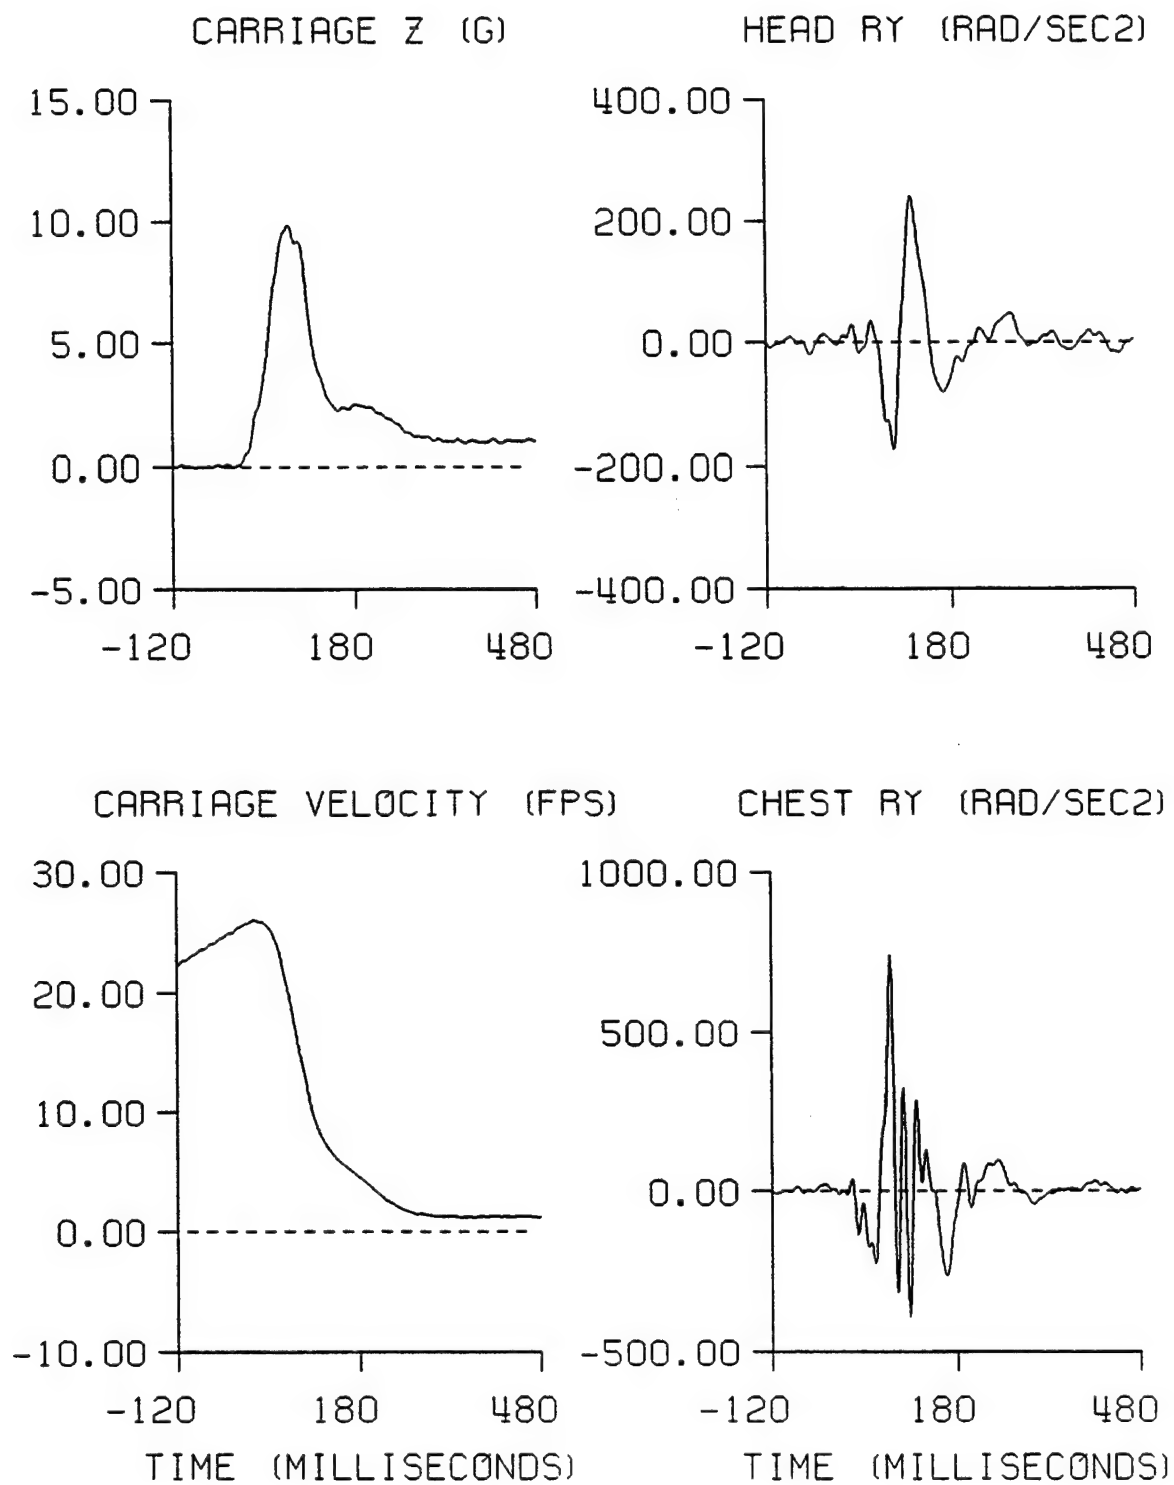 CARRIAGE Z (G)
15.00
10.00
5.00
0.00
-5.00
-120 180 480
HEAD RY (RAD/SEC2)
400.00
200.00
0.00
-200.00
-400.00
-120 180 480
CARRIAGE VELOCITY (FPS)
30.00
20.00
10.00
0.00
-10.00
-120 180 480
TIME (MILLISECONDS)
CHEST RY (RAD/SEC2)
1000.00
500.00
0.00
-500.00
-120 180 480
TIME (MILLISECONDS)